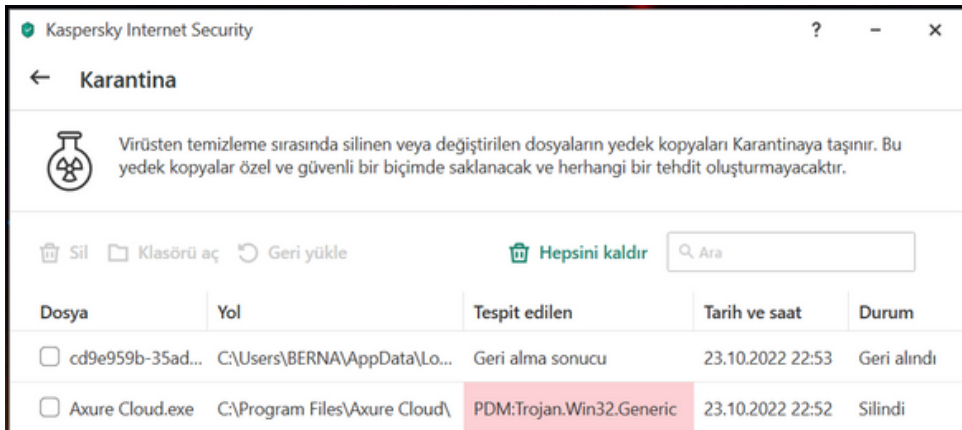 Kaspersky Internet Security ? – ×
← Karantina
Virüsten temizleme sırasında silinen veya değiştirilen dosyaların yedek kopyaları Karantinaya taşınır. Bu
yedek kopyalar özel ve güvenli bir biçimde saklanacak ve herhangi bir tehdit oluşturmayacaktır.
Sil Klasörü aç Geri yükle Hepsini kaldır Ara
Dosya Yol Tespit edilen Tarih ve saat Durum
cd9e959b-35ad... C:\Users\BERNA\AppData\Lo... Geri alma sonucu 23.10.2022 22:53 Geri alındı
Axure Cloud.exe C:\Program Files\Axure Cloud\ PDM:Trojan.Win32.Generic 23.10.2022 22:52 Silindi